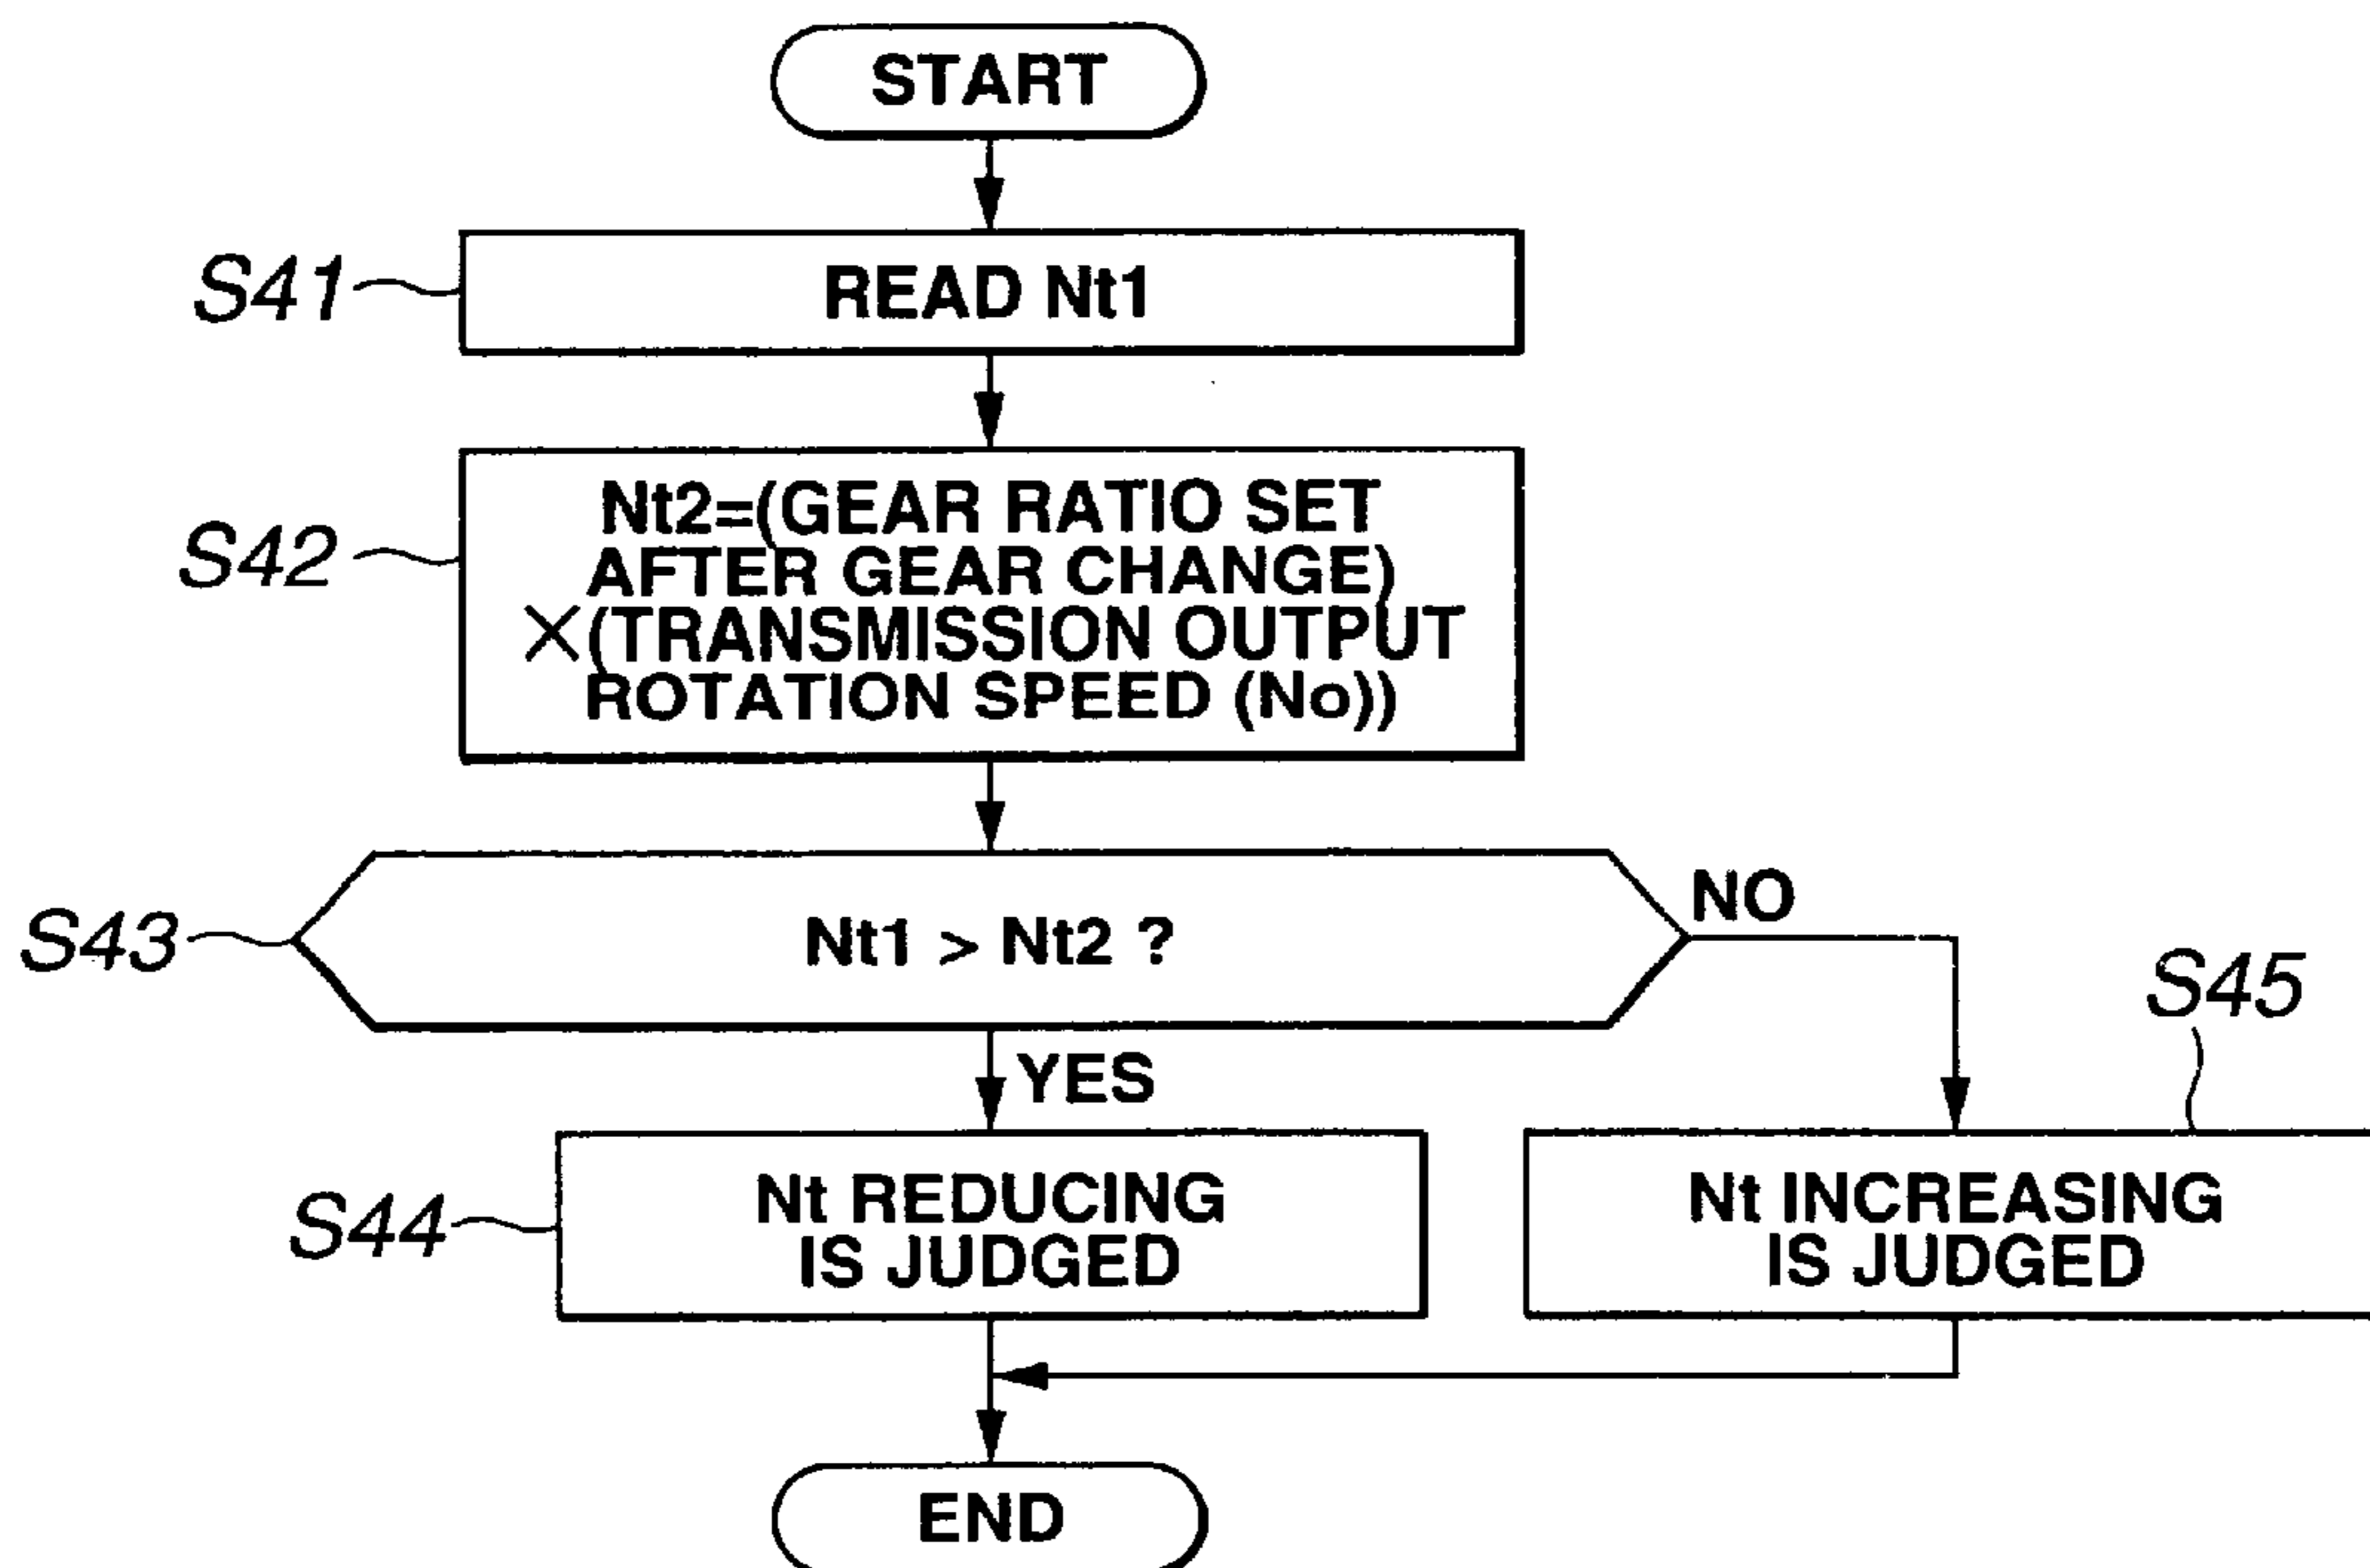 START
S41
READ Nt1
S42
Nt2=(GEAR RATIO SET
AFTER GEAR CHANGE)
×(TRANSMISSION OUTPUT
ROTATION SPEED (No))
S43
Nt1 > Nt2 ?
NO
YES
S45
S44
Nt REDUCING
IS JUDGED
Nt INCREASING
IS JUDGED
END